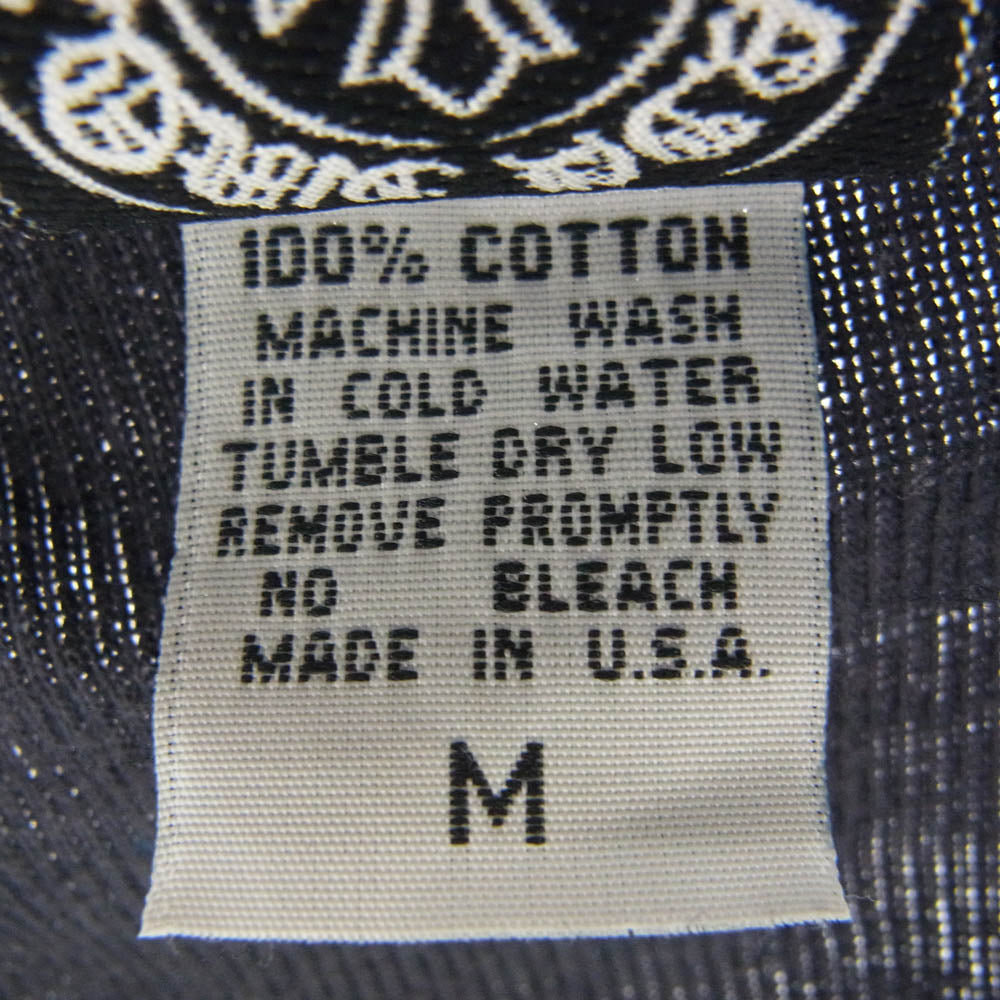 100% COTTON
MACHINE WASH
IN COLD WATER
TUMBLE DRY LOW
REMOVE PROMPTLY
NO BLEACH
MADE IN U.S.A.
M